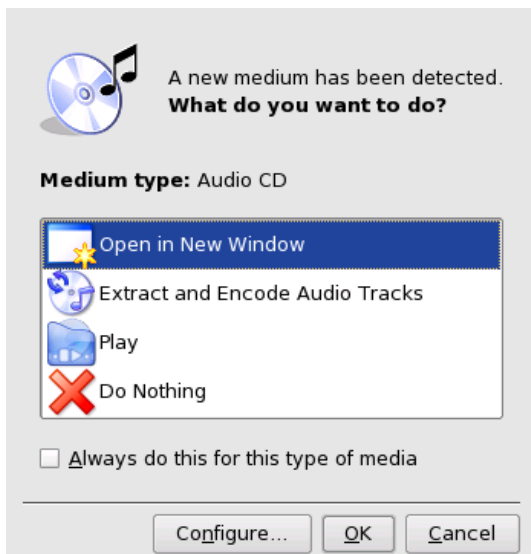 A new medium has been detected.
What do you want to do?
Medium type: Audio CD
Open in New Window
Extract and Encode Audio Tracks
Play
Do Nothing
Always do this for this type of media
Configure...
OK
Cancel